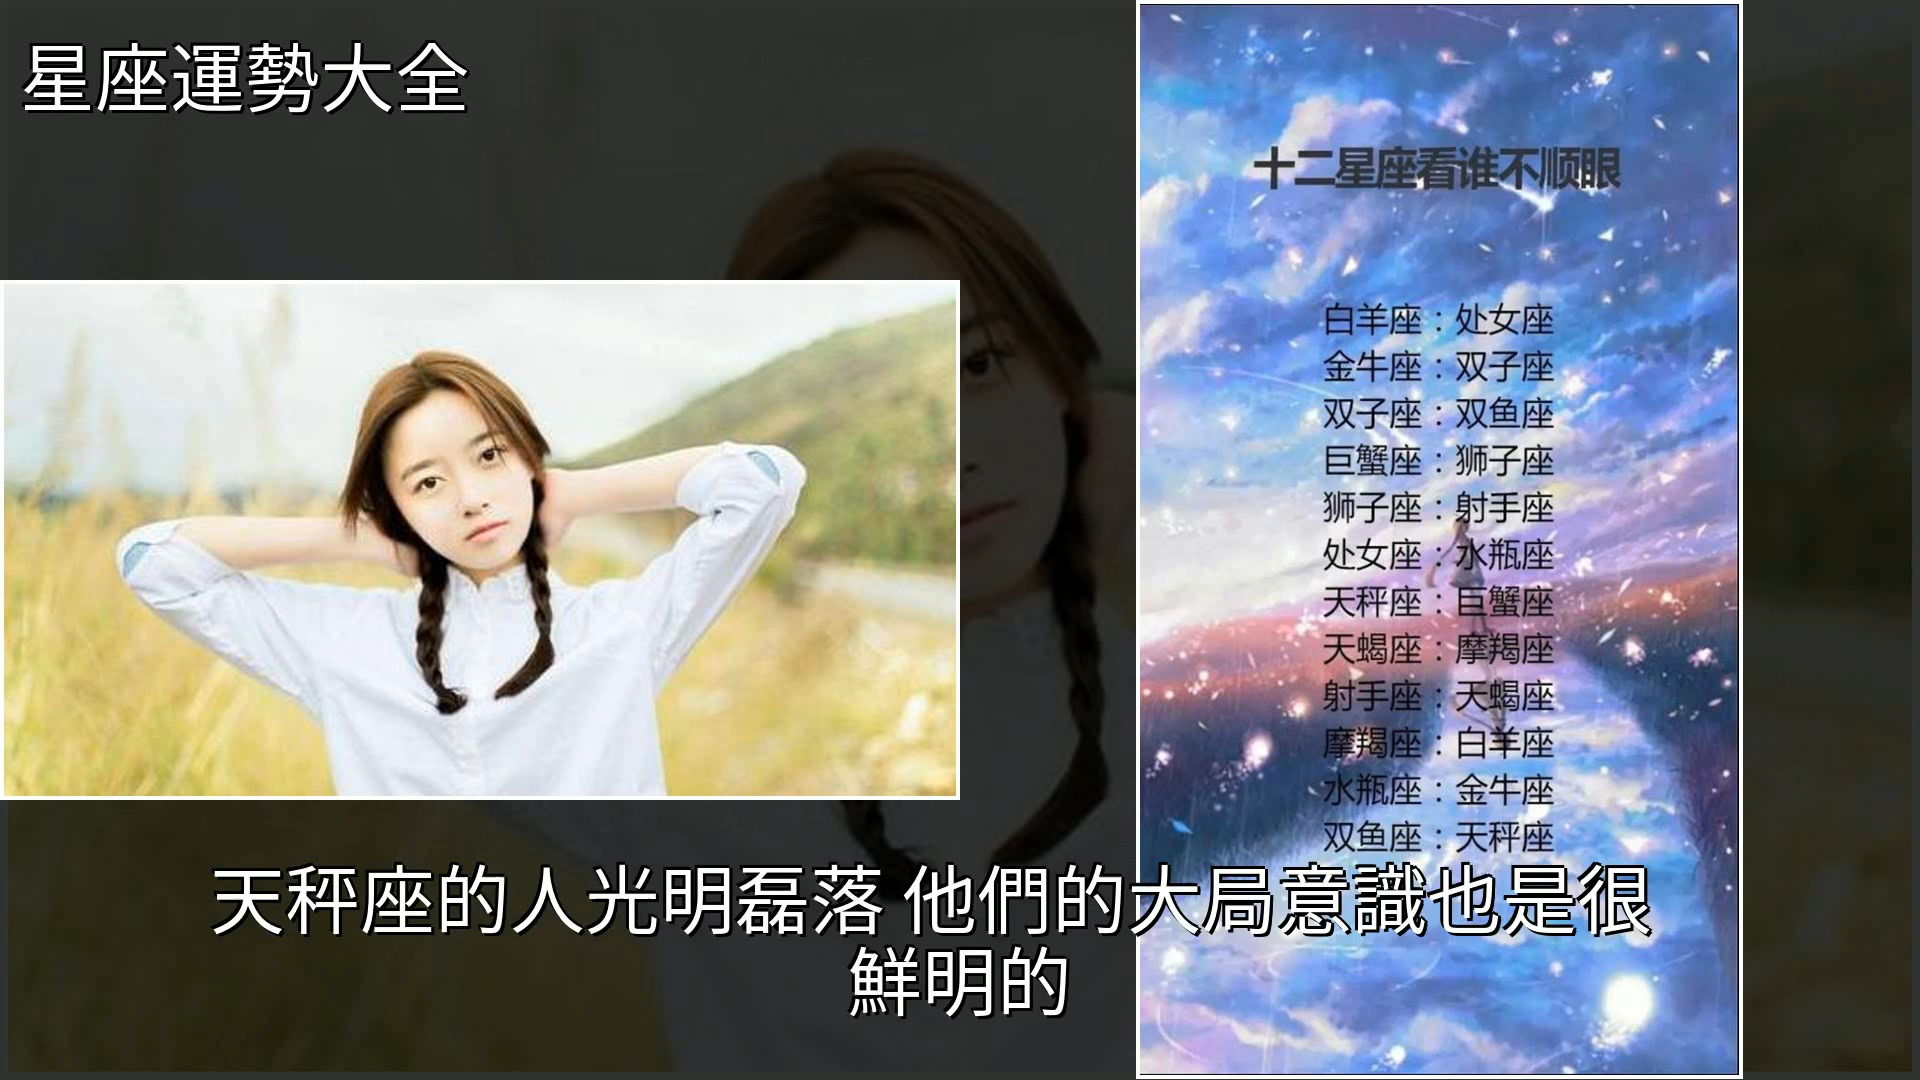 星座運勢大全
十二星座看谁不顺眼
白羊座：处女座
金牛座：双子座
双子座：双鱼座
巨蟹座：狮子座
狮子座：射手座
处女座：水瓶座
天秤座：巨蟹座
天蝎座：摩羯座
射手座：天蝎座
摩羯座：白羊座
水瓶座：金牛座
双鱼座：天秤座
天秤座的人光明磊落 他們的大局意識也是很
鮮明的